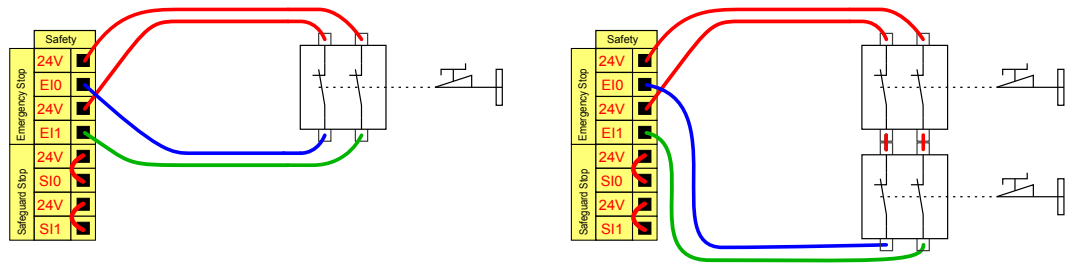 Safety
Emergency Stop
24V
EI0
24V
EI1
Safeguard Stop
24V
SI0
24V
SI1
Safety
Emergency Stop
24V
EI0
24V
EI1
Safeguard Stop
24V
SI0
24V
SI1